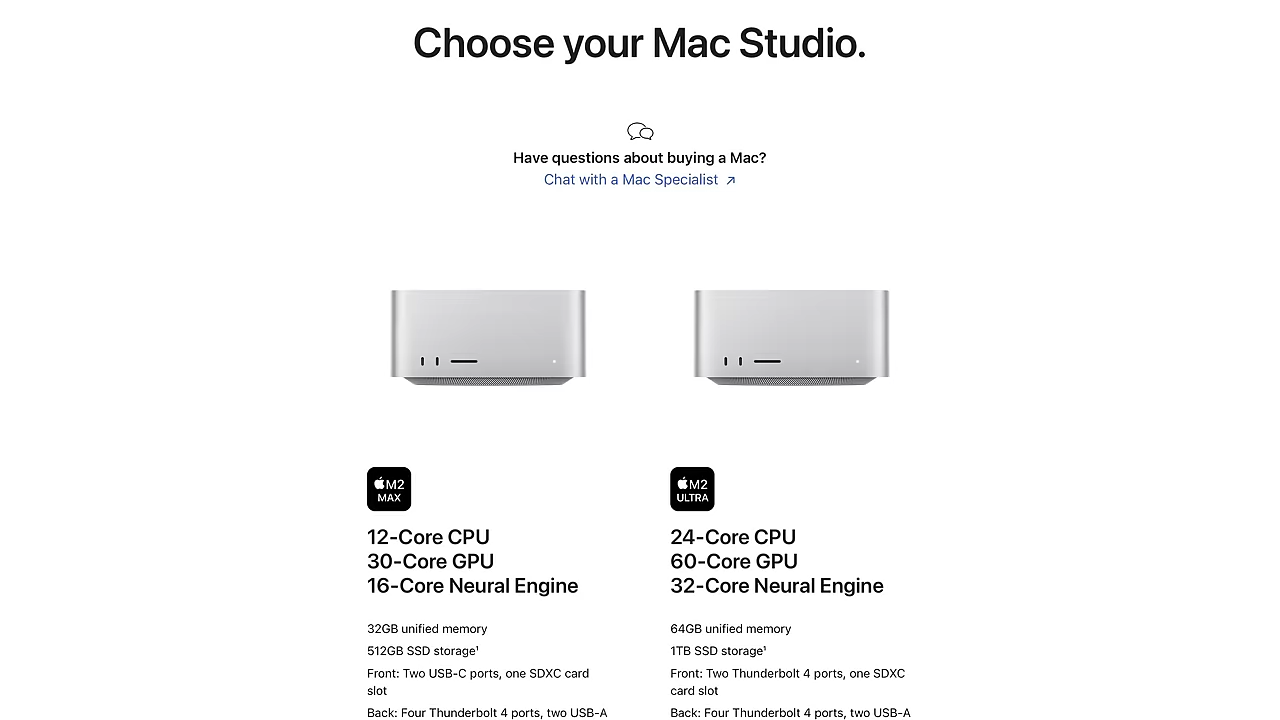 Choose your Mac Studio.
Have questions about buying a Mac?
Chat with a Mac Specialist ↗
M2
MAX
12-Core CPU
30-Core GPU
16-Core Neural Engine
32GB unified memory
512GB SSD storage¹
Front: Two USB-C ports, one SDXC card
slot
Back: Four Thunderbolt 4 ports, two USB-A
M2
ULTRA
24-Core CPU
60-Core GPU
32-Core Neural Engine
64GB unified memory
1TB SSD storage¹
Front: Two Thunderbolt 4 ports, one SDXC
card slot
Back: Four Thunderbolt 4 ports, two USB-A